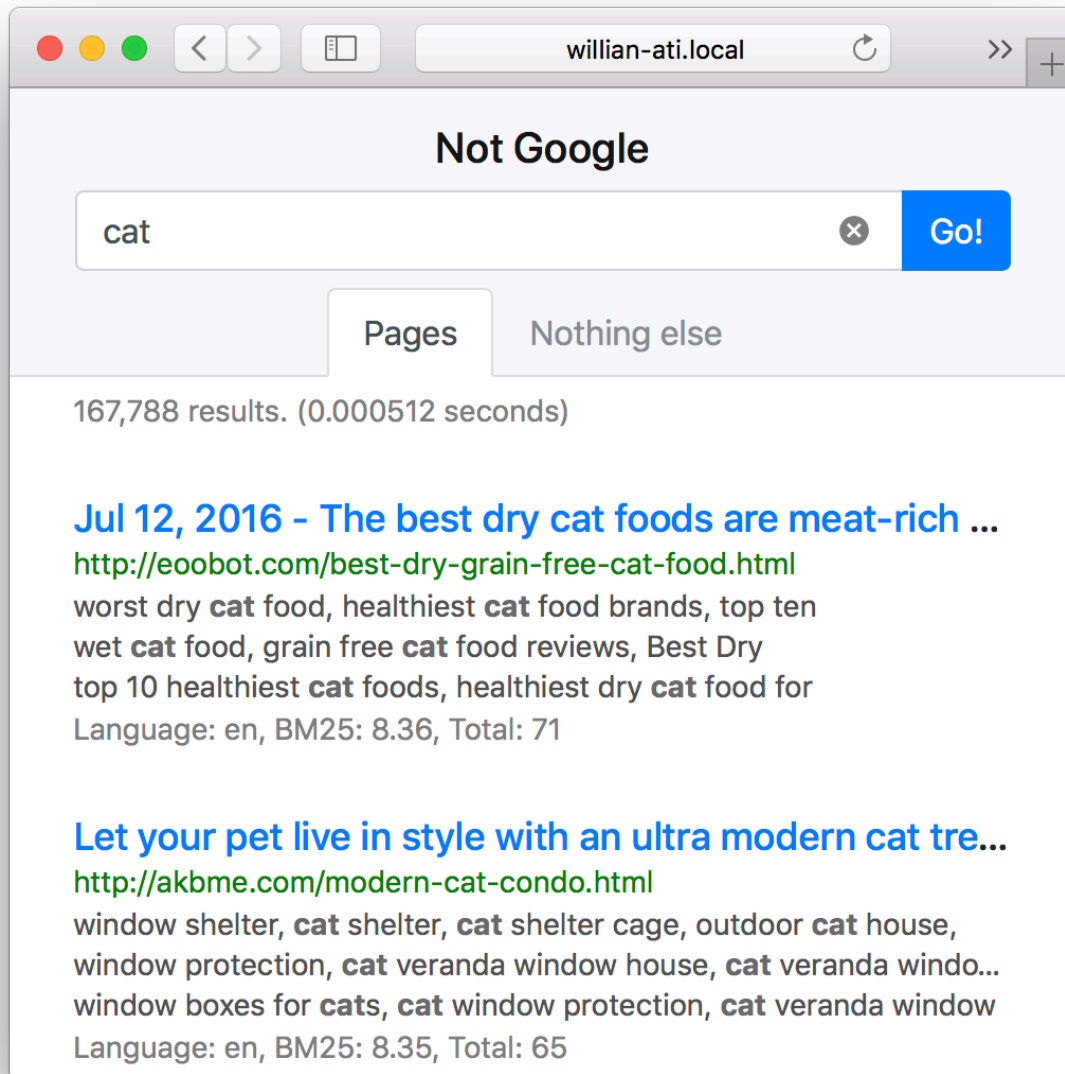 willian-ati.local
Not Google
cat
Go!
Pages
Nothing else
167,788 results. (0.000512 seconds)
Jul 12, 2016 - The best dry cat foods are meat-rich ...
http://eoobot.com/best-dry-grain-free-cat-food.html
worst dry cat food, healthiest cat food brands, top ten
wet cat food, grain free cat food reviews, Best Dry
top 10 healthiest cat foods, healthiest dry cat food for
Language: en, BM25: 8.36, Total: 71
Let your pet live in style with an ultra modern cat tre...
http://akbme.com/modern-cat-condo.html
window shelter, cat shelter, cat shelter cage, outdoor cat house,
window protection, cat veranda window house, cat veranda windo...
window boxes for cats, cat window protection, cat veranda window
Language: en, BM25: 8.35, Total: 65